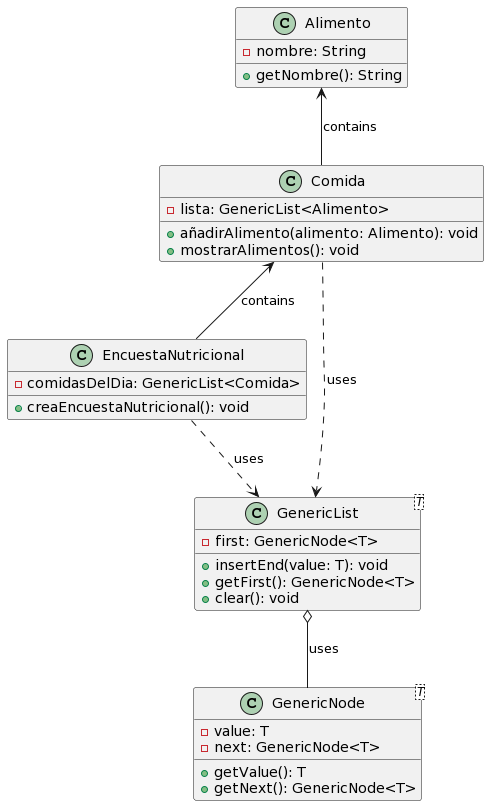 C Alimento
nombre: String
getNombre(): String
contains
C Comida
lista: GenericList<Alimento>
añadirAlimento(alimento: Alimento): void
mostrarAlimentos(): void
contains
C EncuestaNutricional
comidasDelDia: GenericList<Comida>
creaEncuestaNutricional(): void
uses
uses
C GenericList T
first: GenericNode<T>
insertEnd(value: T): void
getFirst(): GenericNode<T>
clear(): void
uses
C GenericNode T
value: T
next: GenericNode<T>
getValue(): T
getNext(): GenericNode<T>